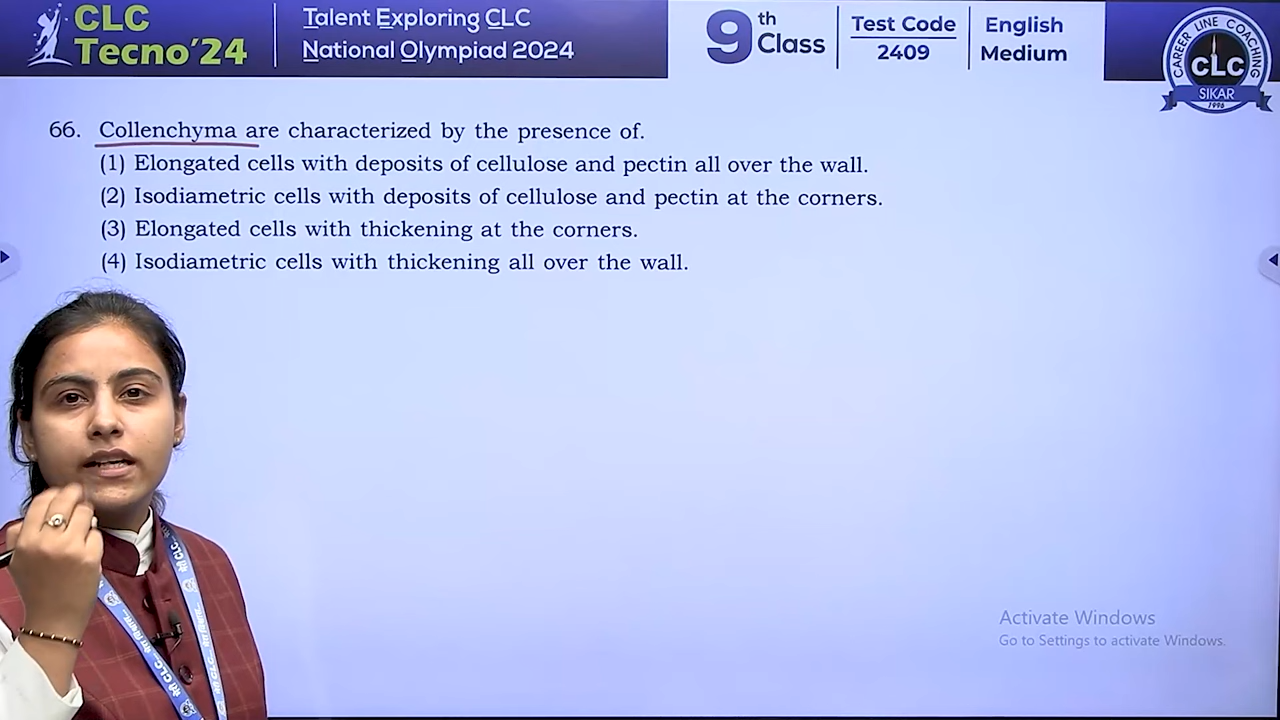 CLC
Tecno'24
Talent Exploring CLC
National Olympiad 2024
9th Class
Test Code
2409
English
Medium
CAREER LINE COACHING
CLC
SIKAR
1996
66. Collenchyma are characterized by the presence of.
(1) Elongated cells with deposits of cellulose and pectin all over the wall.
(2) Isodiametric cells with deposits of cellulose and pectin at the corners.
(3) Elongated cells with thickening at the corners.
(4) Isodiametric cells with thickening all over the wall.
Activate Windows
Go to Settings to activate Windows.